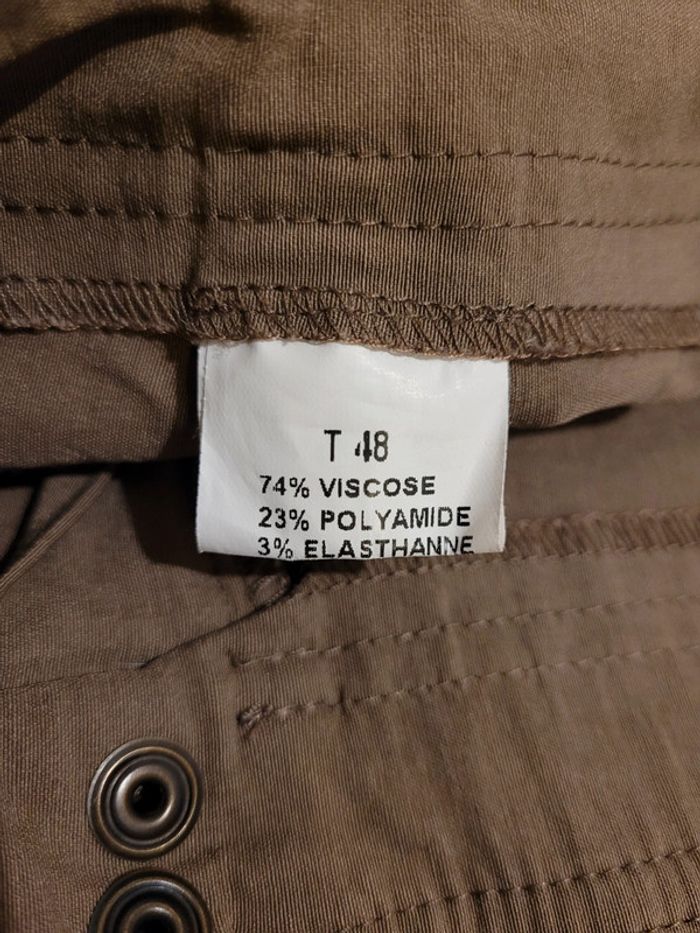 T 48
74% VISCOSE
23% POLYAMIDE
3% ELASTHANNE